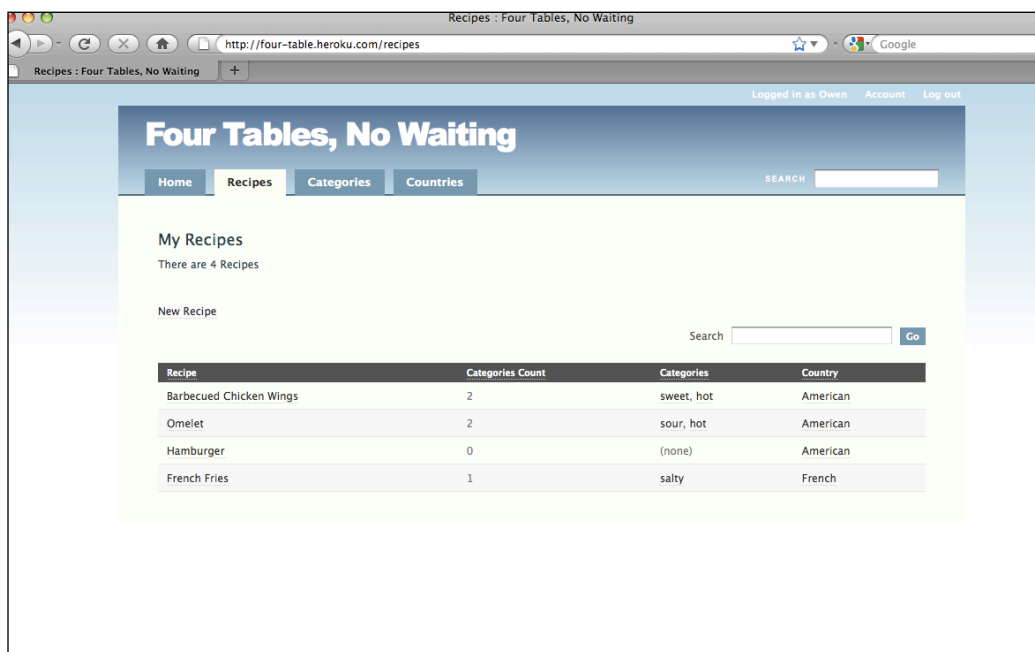 Recipes : Four Tables, No Waiting
http://four-table.heroku.com/recipes
Google
Recipes : Four Tables, No Waiting +
Logged in as Owen Account Log out
Four Tables, No Waiting
Home Recipes Categories Countries SEARCH
My Recipes
There are 4 Recipes
New Recipe
Search Go
Recipe Categories Count Categories Country
Barbecued Chicken Wings 2 sweet, hot American
Omelet 2 sour, hot American
Hamburger 0 (none) American
French Fries 1 salty French